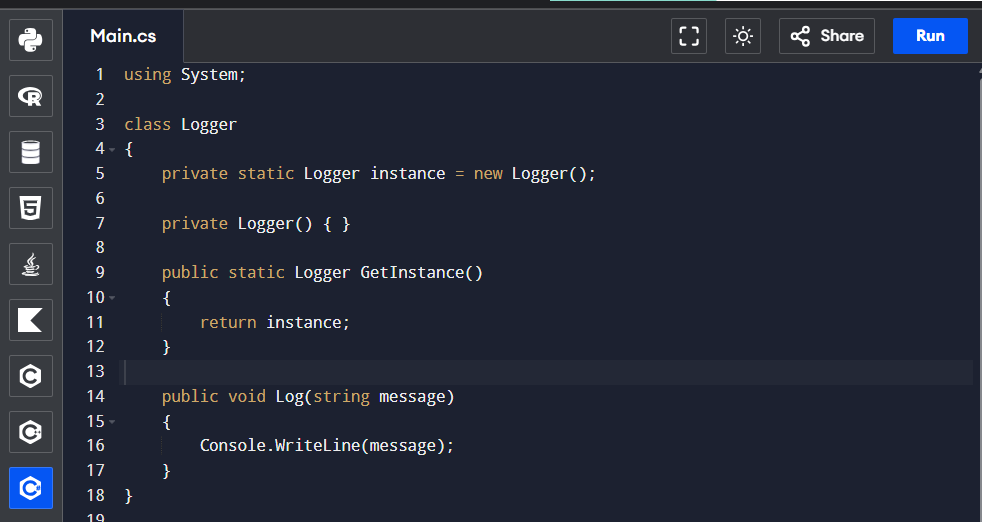 Main.cs
Share
Run
1 using System;
2
3 class Logger
4 {
5 private static Logger instance = new Logger();
6
7 private Logger() { }
8
9 public static Logger GetInstance()
10 {
11 return instance;
12 }
13
14 public void Log(string message)
15 {
16 Console.WriteLine(message);
17 }
18 }
19